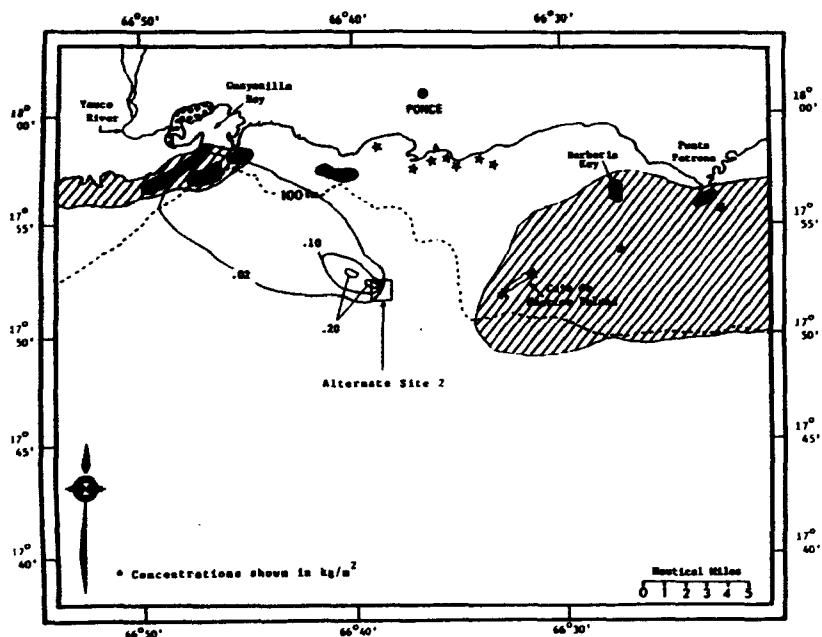 66°50'
66°40'
66°30'
Guayanilla
Bay
Yauco
River
PONCE
18°
00'
18°
00'
Punta
Petrona
Barberia
Key
100 m
17°
55'
17°
55'
.10
.02
.20
17°
50'
17°
50'
Alternate Site 2
17°
45'
17°
45'
17°
40'
17°
40'
* Concentrations shown in kg/m2
Nautical Miles
0 1 2 3 4 5
66°50'
66°40'
66°30'